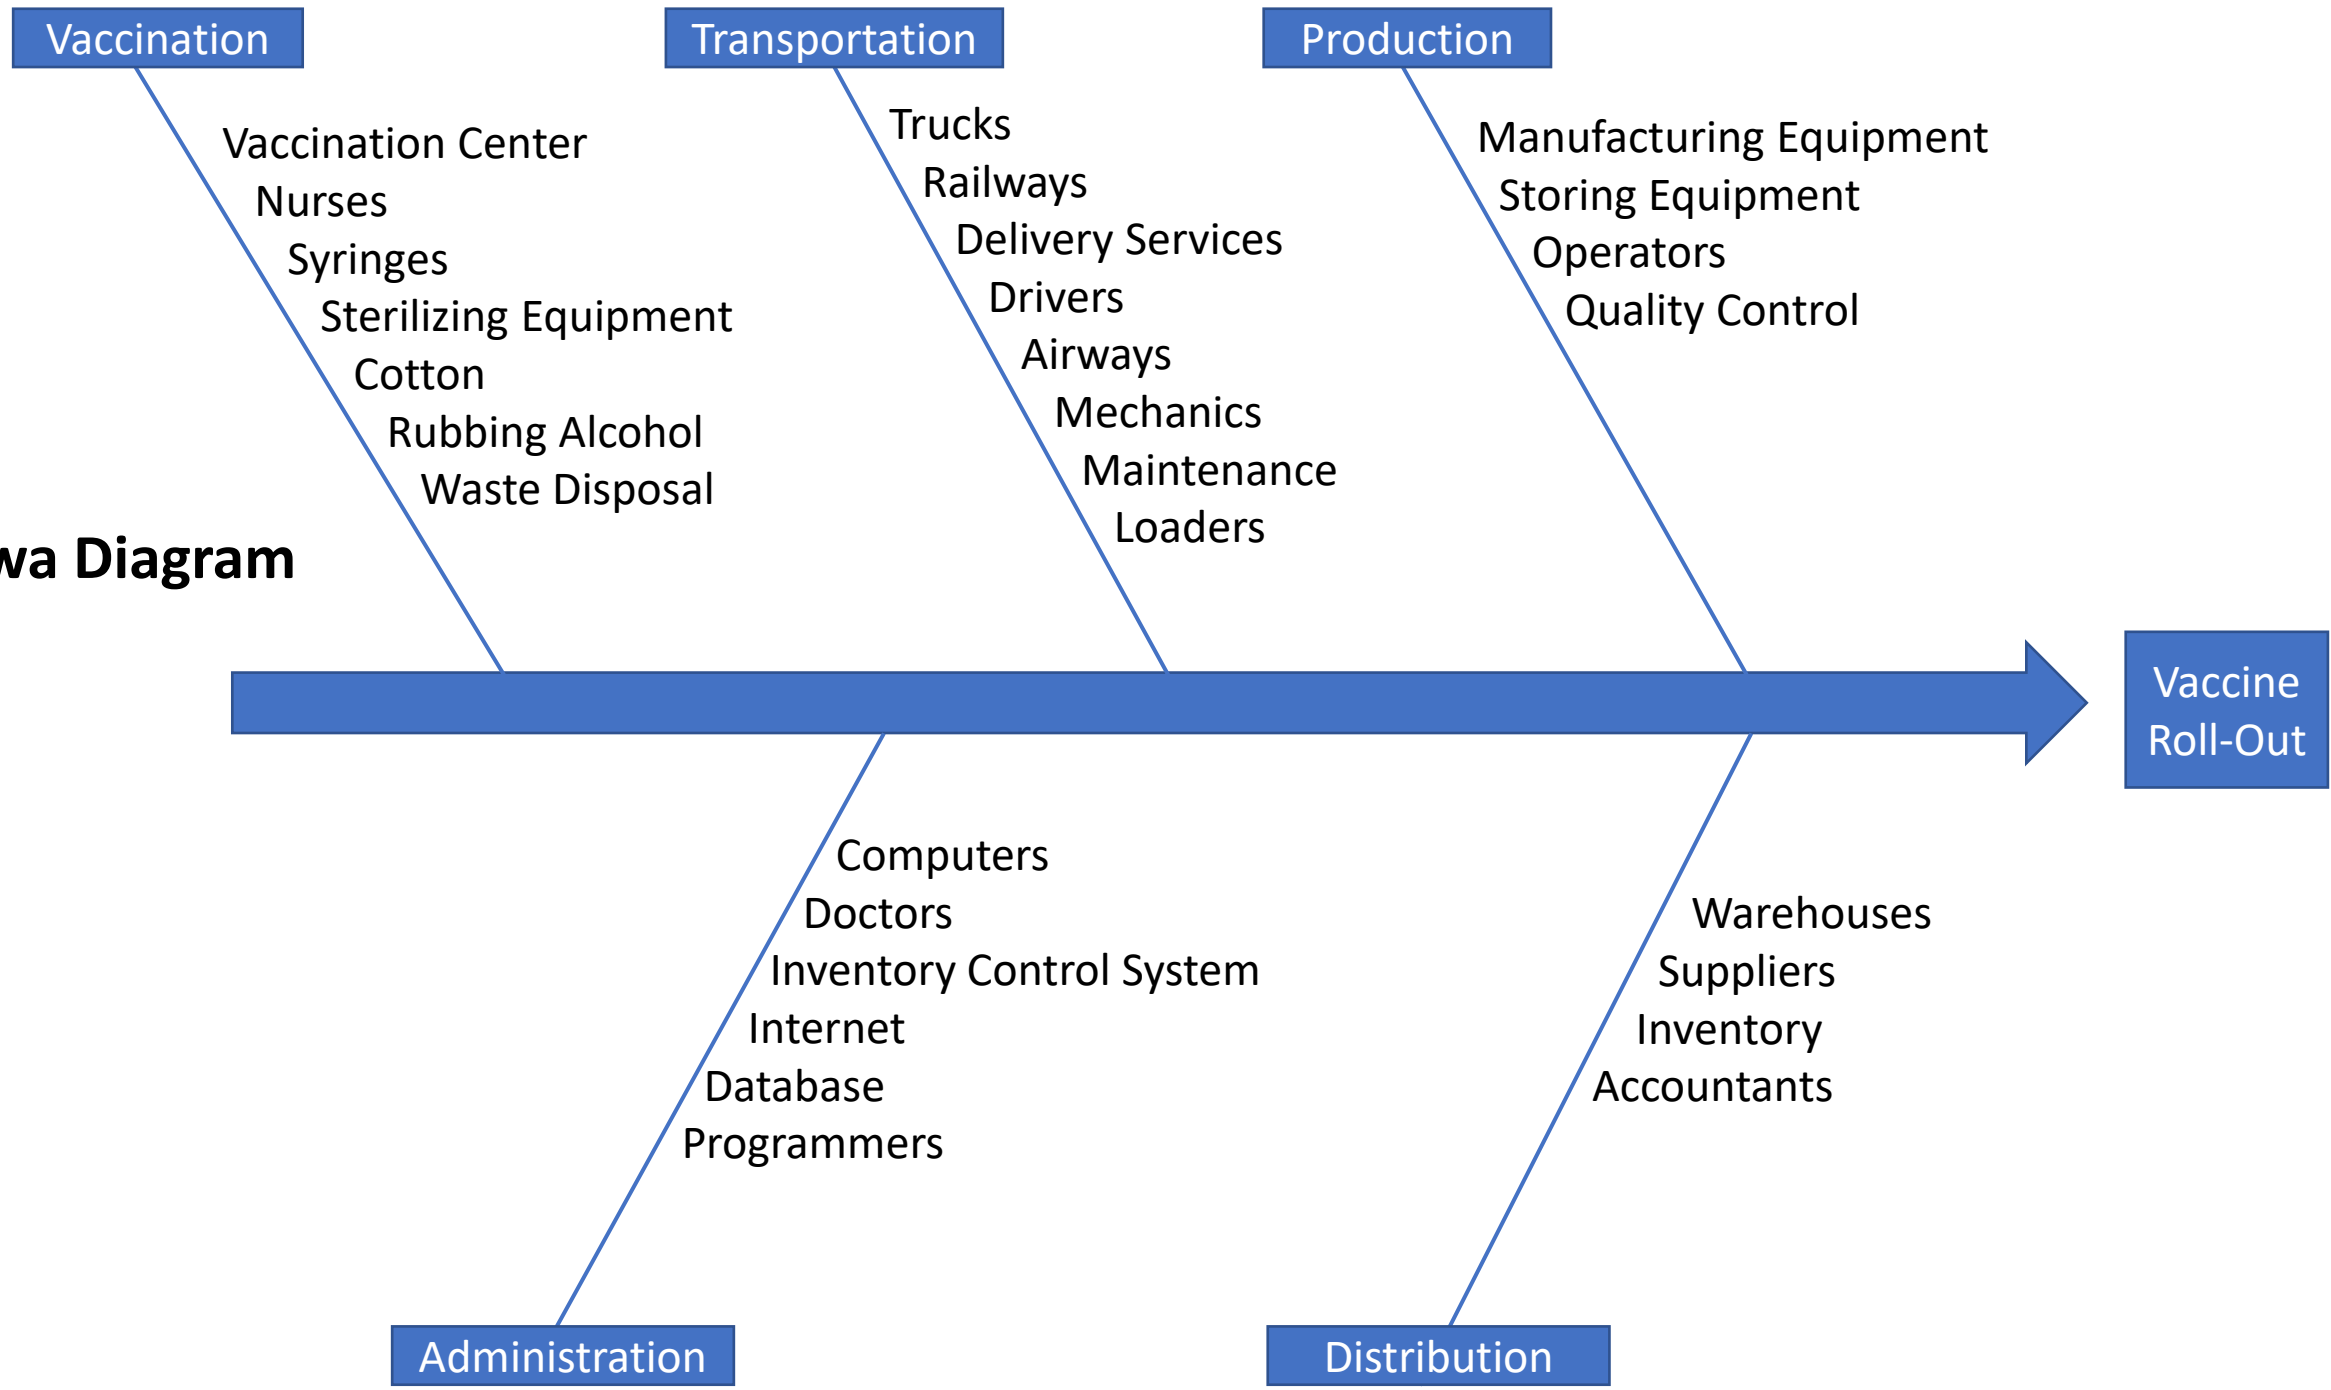 Vaccination
Transportation
Production
Vaccination Center
Nurses
Syringes
Sterilizing Equipment
Cotton
Rubbing Alcohol
Waste Disposal
Trucks
Railways
Delivery Services
Drivers
Airways
Mechanics
Maintenance
Loaders
Manufacturing Equipment
Storing Equipment
Operators
Quality Control
wa Diagram
Vaccine
Roll-Out
Computers
Doctors
Inventory Control System
Internet
Database
Programmers
Warehouses
Suppliers
Inventory
Accountants
Administration
Distribution